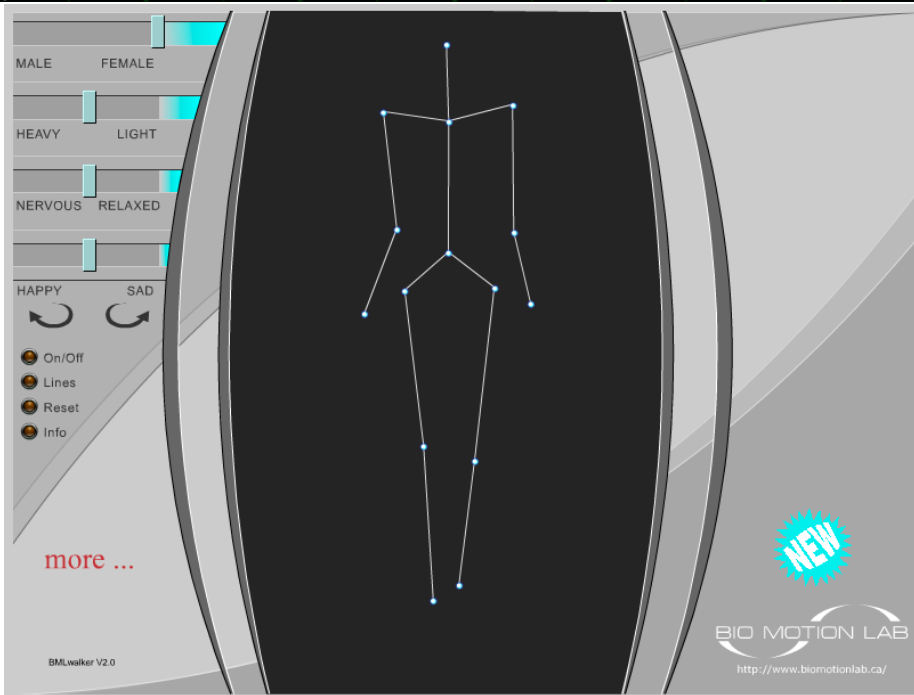 MALE FEMALE
HEAVY LIGHT
NERVOUS RELAXED
HAPPY SAD
On/Off
Lines
Reset
Info
more ...
NEW
BIO MOTION LAB
http://www.biomotionlab.ca/
BMLwalker V2.0